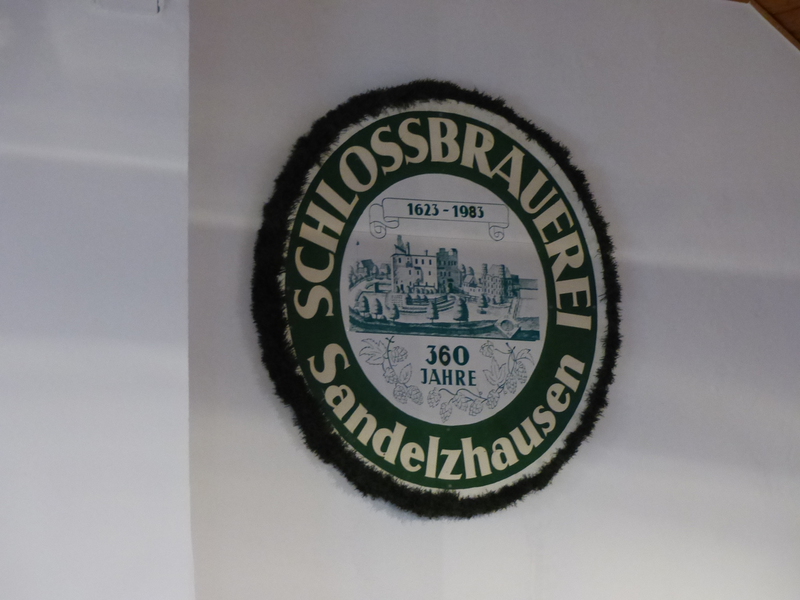 SCHLOSSBRAUEREI
1623 - 1983
360
JAHRE
Sandelzhausen